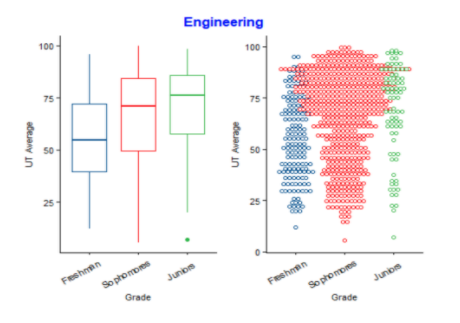 Engineering
100
75
50
25
UT Average
Freshmen
Sophomores
Juniors
Grade
100
75
50
25
0
UT Average
Freshmen
Sophomores
Juniors
Grade